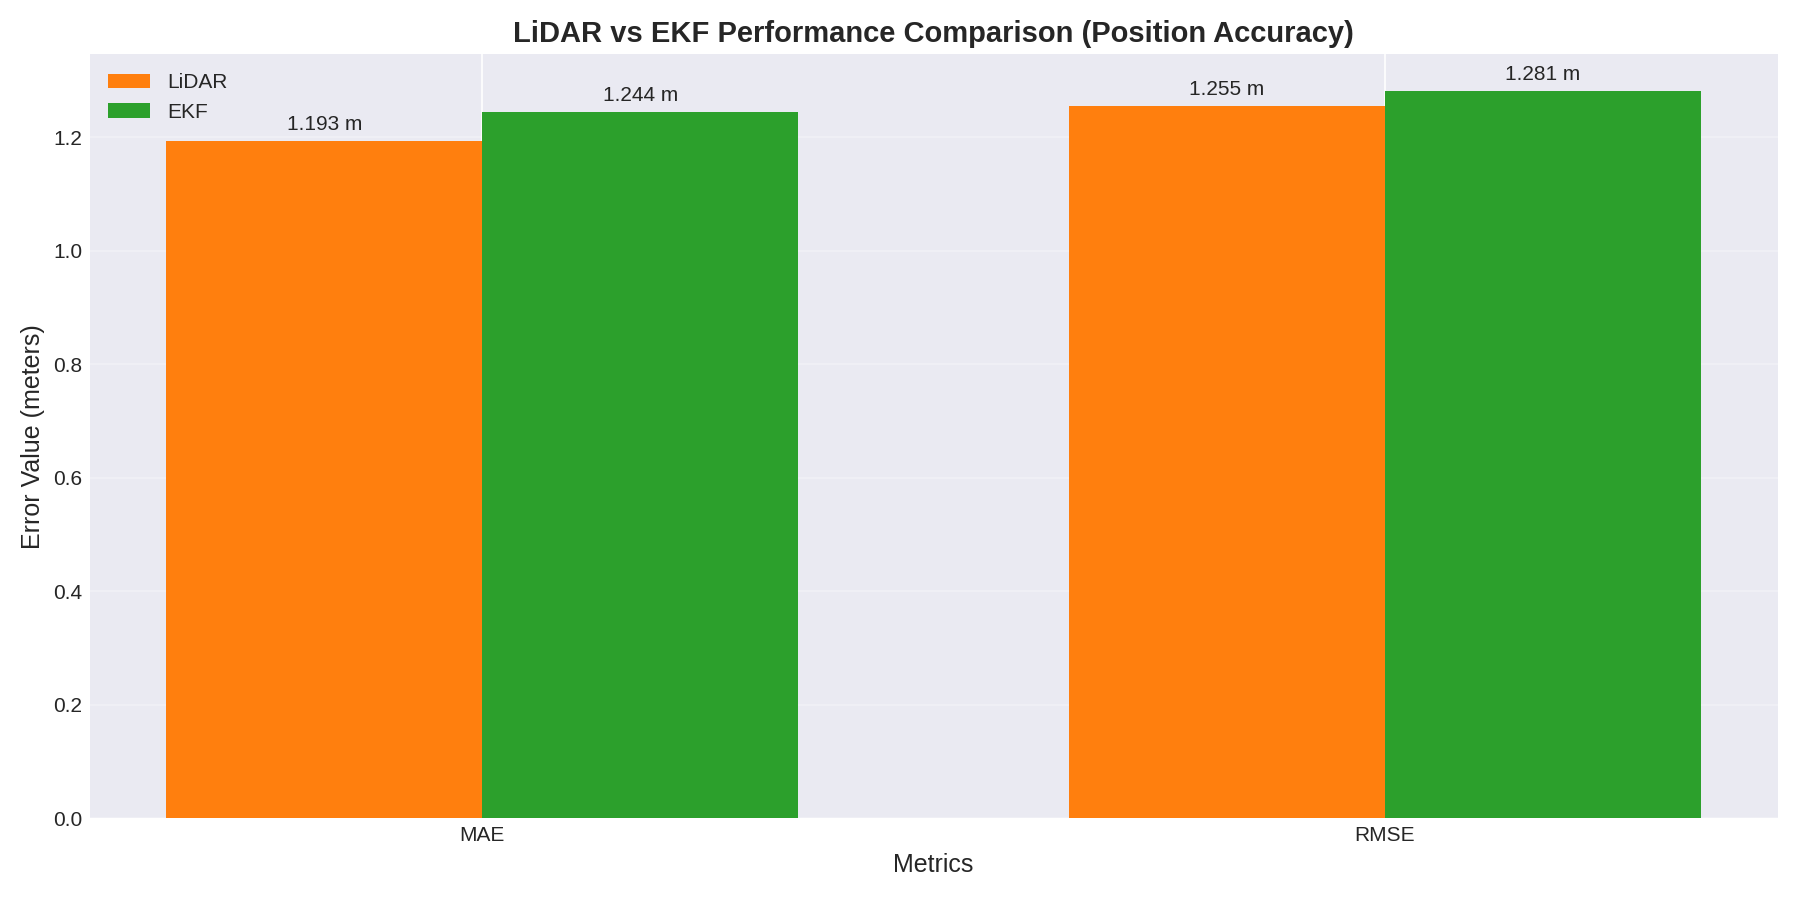 LiDAR vs EKF Performance Comparison (Position Accuracy)
LiDAR
EKF
1.193 m
1.244 m
1.255 m
1.281 m
1.2
1.0
0.8
0.6
0.4
0.2
0.0
Error Value (meters)
MAE
RMSE
Metrics